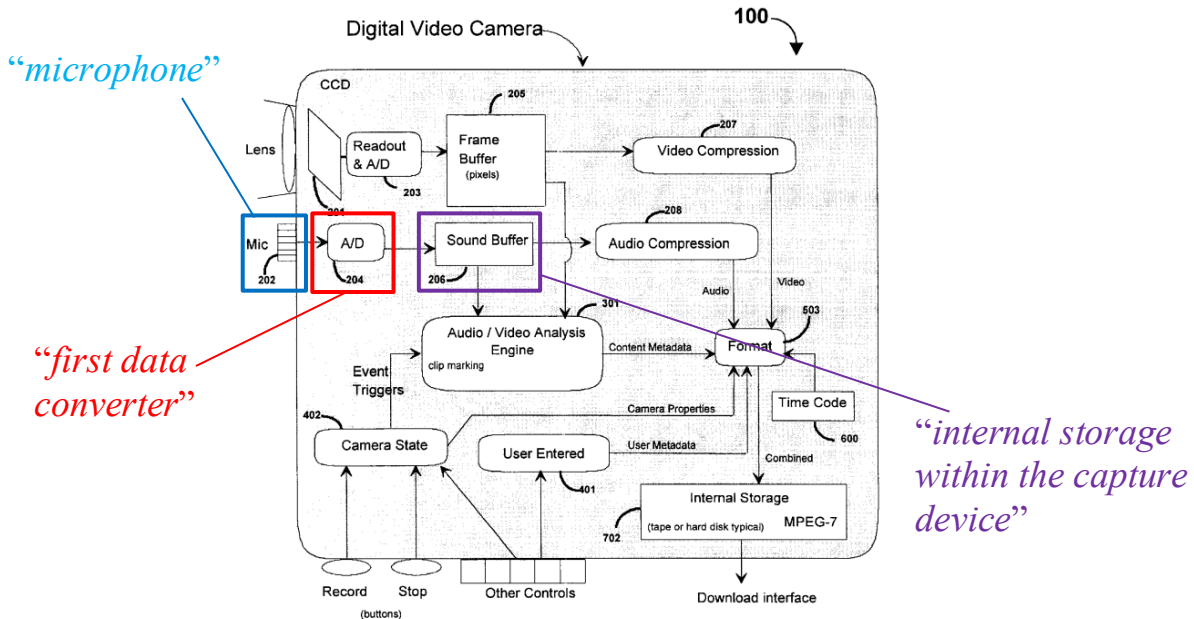 100
Digital Video Camera
“microphone”
CCD
205
207
Lens
Readout
& A/D
203
Frame
Buffer
(pixels)
Video Compression
201
208
Mic
A/D
Sound Buffer
Audio Compression
202
204
206
Audio
Video
301
503
“first data
converter”
Audio / Video Analysis
Engine
clip marking
Content Metadata
Format
Event
Triggers
Time Code
600
Camera Properties
402
Camera State
User Entered
401
User Metadata
Combined
“internal storage
within the capture
device”
Internal Storage
(tape or hard disk typical)
MPEG-7
702
Record
Stop
(buttons)
Other Controls
Download interface